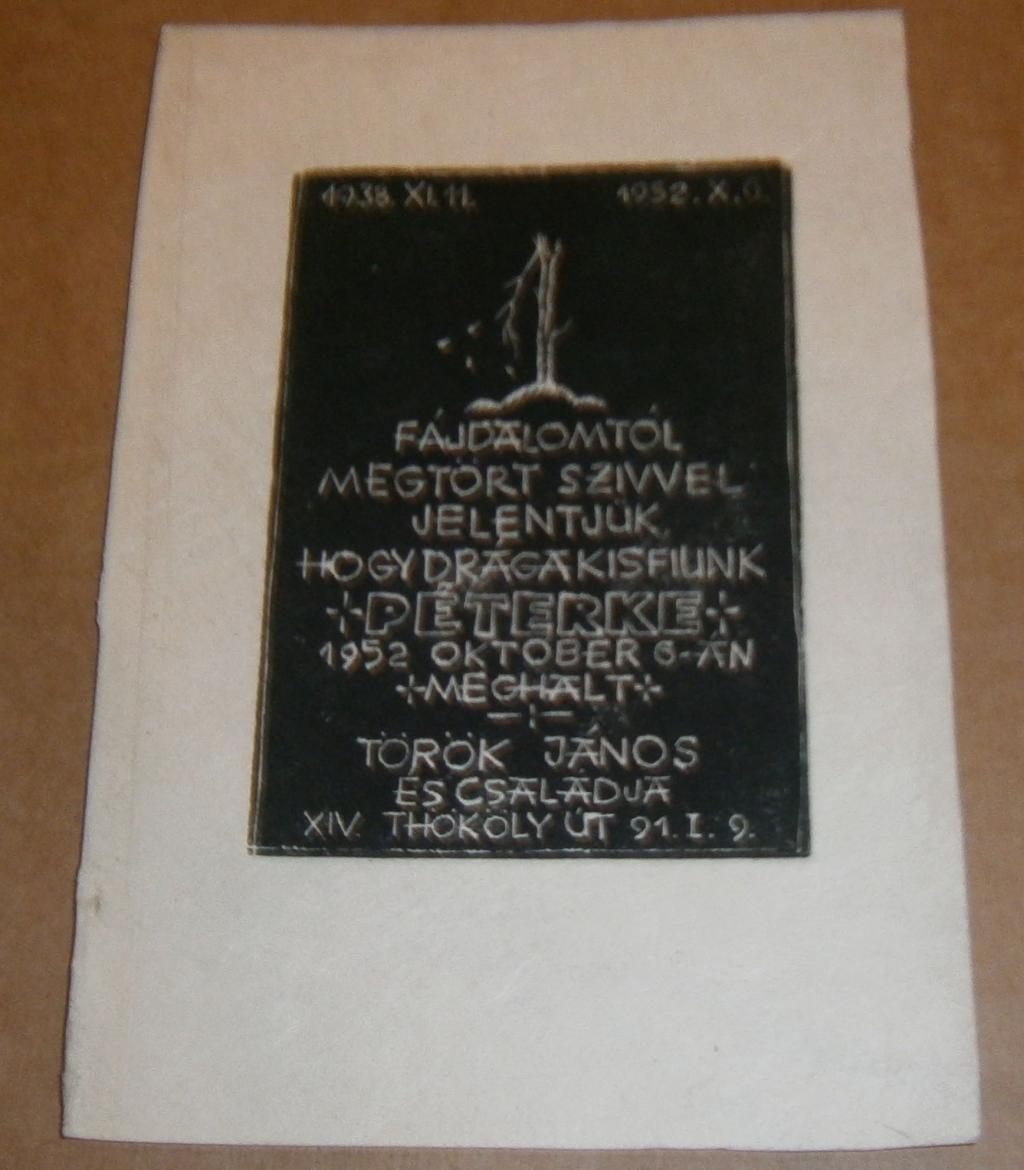 1938. XI. 11. 1952. X. 6.
FÁJDALOMTÓL
MEGTÖRT SZIVVEL
JELENTJÜK,
HOGY DRÁGA KISFIUNK
PÉTERKE
1952 OKTÓBER 6-ÁN
MEGHALT
TÖRÖK JÁNOS
ÉS CSALÁDJA
XIV. THÖKÖLY ÚT 91. I. 9.